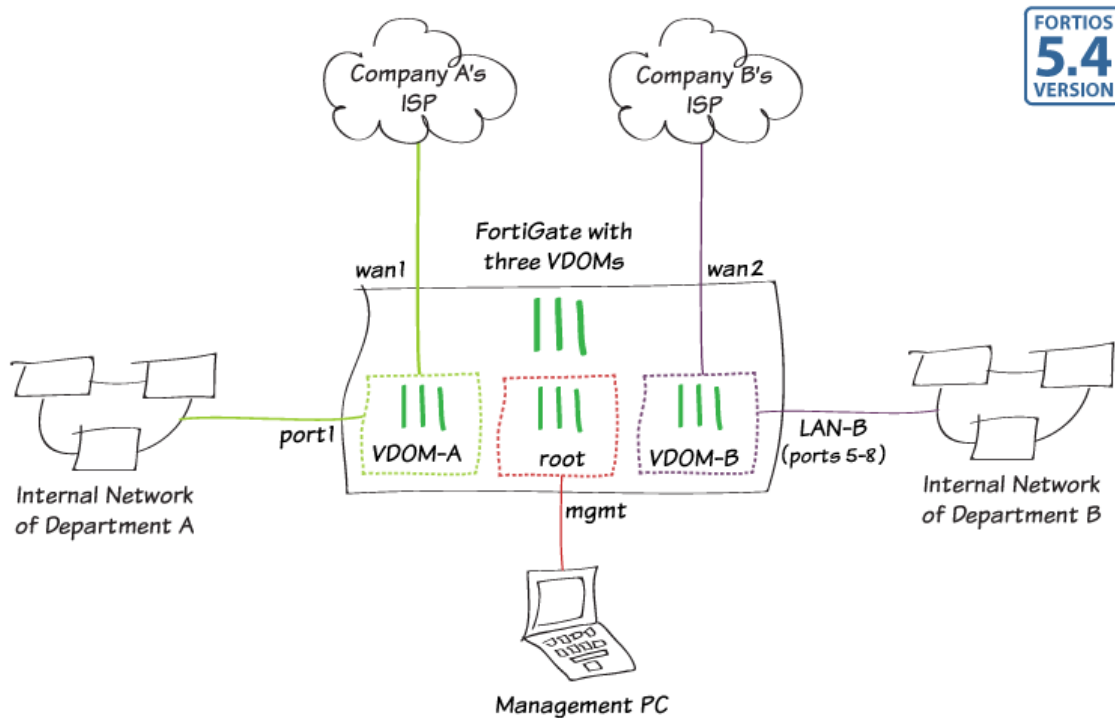 FORTIOS
5.4
VERSION
Company A's
ISP
Company B's
ISP
FortiGate with
three VDOMs
wan1
wan2
port1
VDOM-A
root
VDOM-B
LAN-B
(ports 5-8)
Internal Network
of Department A
Internal Network
of Department B
mgmt
Management PC